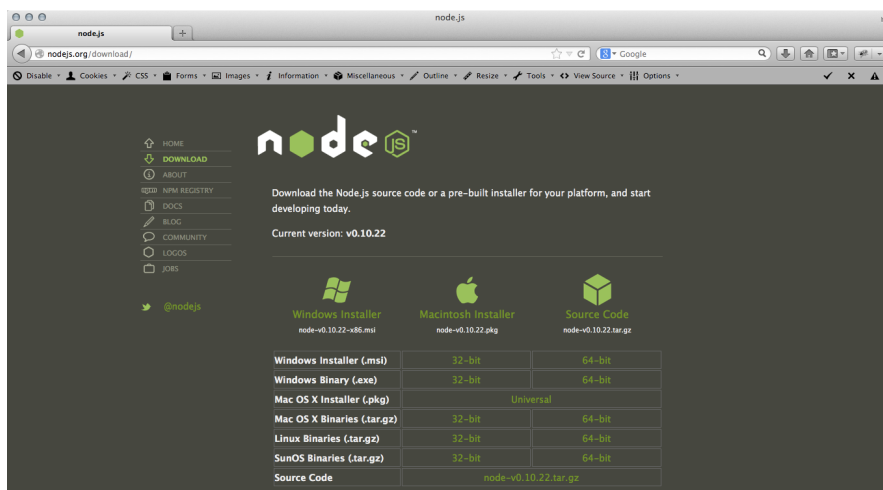 node.js
node.js
nodejs.org/download/
Google
Disable Cookies CSS Forms Images Information Miscellaneous Outline Resize Tools View Source Options
node JS ™
HOME
DOWNLOAD
ABOUT
NPM REGISTRY
DOCS
BLOG
COMMUNITY
LOGOS
JOBS
@nodejs
Download the Node.js source code or a pre-built installer for your platform, and start
developing today.
Current version: v0.10.22
Windows Installer Macintosh Installer Source Code
node-v0.10.22-x86.msi node-v0.10.22.pkg node-v0.10.22.tar.gz
Windows Installer (.msi) 32-bit 64-bit
Windows Binary (.exe) 32-bit 64-bit
Mac OS X Installer (.pkg) Universal
Mac OS X Binaries (.tar.gz) 32-bit 64-bit
Linux Binaries (.tar.gz) 32-bit 64-bit
SunOS Binaries (.tar.gz) 32-bit 64-bit
Source Code node-v0.10.22.tar.gz